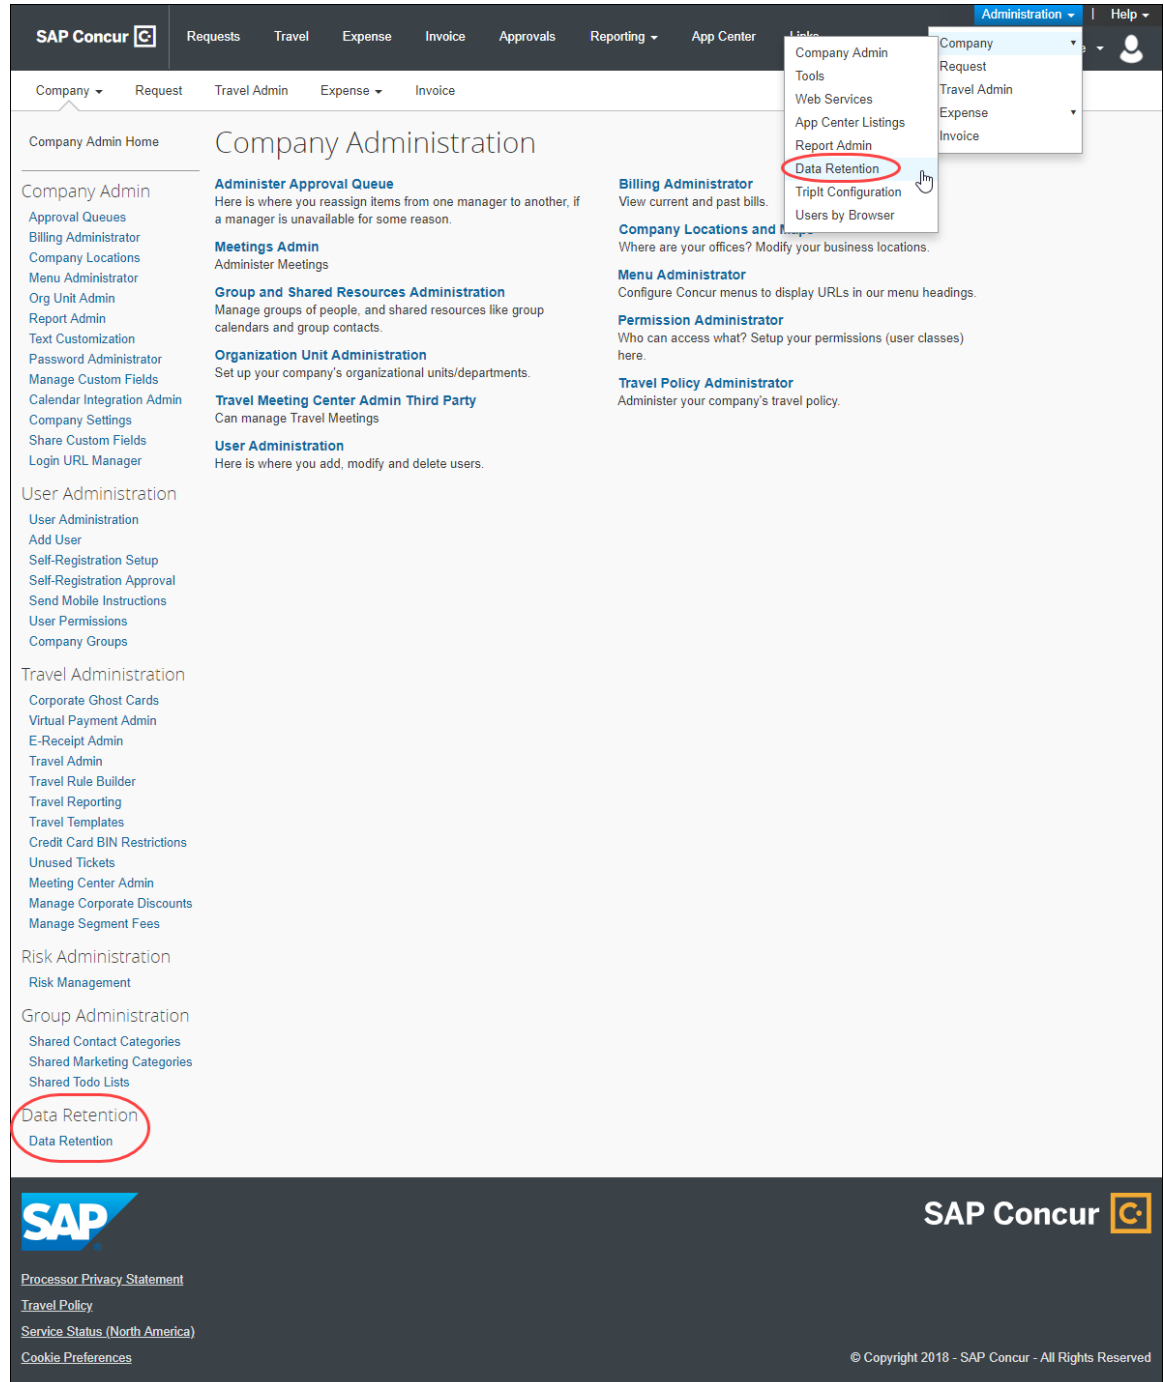 Administration
Help
SAP Concur
Requests
Travel
Expense
Invoice
Approvals
Reporting
App Center
Company
Request
Travel Admin
Expense
Invoice
Company Admin
Tools
Web Services
App Center Listings
Report Admin
Data Retention
TripIt Configuration
Users by Browser
Company
Request
Travel Admin
Expense
Invoice
Company Admin Home
Company Admin
Approval Queues
Billing Administrator
Company Locations
Menu Administrator
Org Unit Admin
Report Admin
Text Customization
Password Administrator
Manage Custom Fields
Calendar Integration Admin
Company Settings
Share Custom Fields
Login URL Manager
User Administration
User Administration
Add User
Self-Registration Setup
Self-Registration Approval
Send Mobile Instructions
User Permissions
Company Groups
Travel Administration
Corporate Ghost Cards
Virtual Payment Admin
E-Receipt Admin
Travel Admin
Travel Rule Builder
Travel Reporting
Travel Templates
Credit Card BIN Restrictions
Unused Tickets
Meeting Center Admin
Manage Corporate Discounts
Manage Segment Fees
Risk Administration
Risk Management
Group Administration
Shared Contact Categories
Shared Marketing Categories
Shared Todo Lists
Data Retention
Data Retention
Company Administration
Administer Approval Queue
Here is where you reassign items from one manager to another, if
a manager is unavailable for some reason.
Meetings Admin
Administer Meetings
Group and Shared Resources Administration
Manage groups of people, and shared resources like group
calendars and group contacts.
Organization Unit Administration
Set up your company's organizational units/departments.
Travel Meeting Center Admin Third Party
Can manage Travel Meetings
User Administration
Here is where you add, modify and delete users.
Billing Administrator
View current and past bills.
Company Locations and
Where are your offices? Modify your business locations.
Menu Administrator
Configure Concur menus to display URLs in our menu headings.
Permission Administrator
Who can access what? Setup your permissions (user classes)
here.
Travel Policy Administrator
Administer your company's travel policy.
SAP
SAP Concur
Processor Privacy Statement
Travel Policy
Service Status (North America)
Cookie Preferences
© Copyright 2018 - SAP Concur - All Rights Reserved